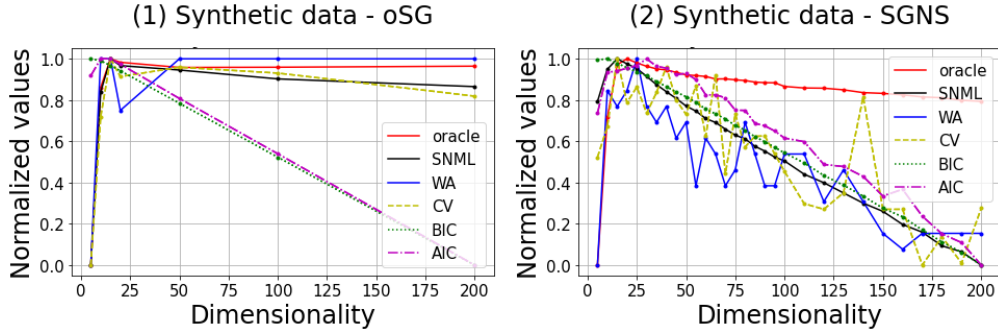 (1) Synthetic data - oSG
Normalized values
1.0
0.8
0.6
0.4
0.2
0.0
0 25 50 75 100 125 150 175 200
Dimensionality
oracle
SNML
WA
CV
BIC
AIC
(2) Synthetic data - SGNS
Normalized values
1.0
0.8
0.6
0.4
0.2
0.0
0 25 50 75 100 125 150 175 200
Dimensionality
oracle
SNML
WA
CV
BIC
AIC